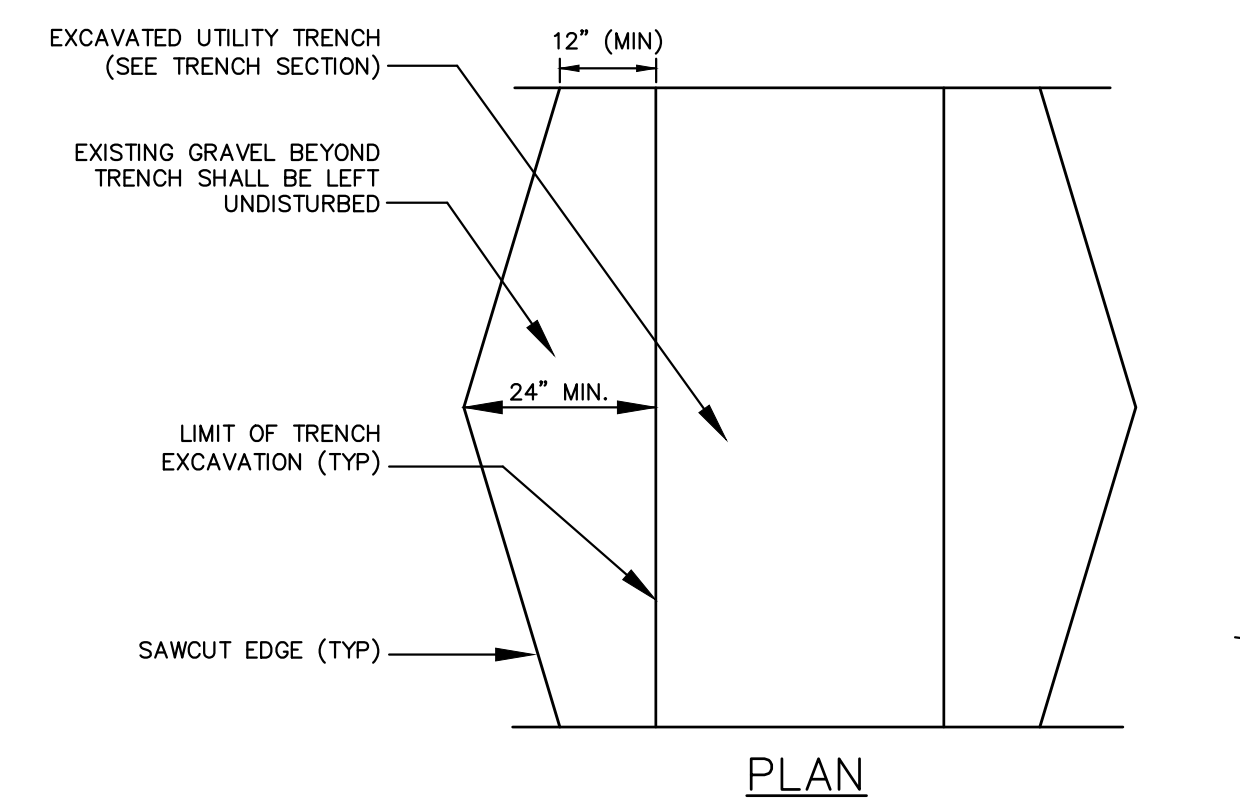 EXCAVATED UTILITY TRENCH
(SEE TRENCH SECTION)
12" (MIN)
EXISTING GRAVEL BEYOND
TRENCH SHALL BE LEFT
UNDISTURBED
24" MIN.
LIMIT OF TRENCH
EXCAVATION (TYP)
SAWCUT EDGE (TYP)
PLAN